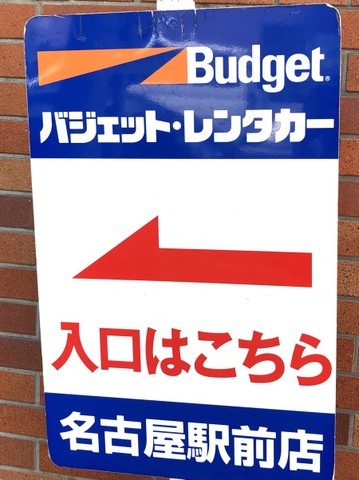 Budget®
バジェット・レンタカー
入口はこちら
名古屋駅前店